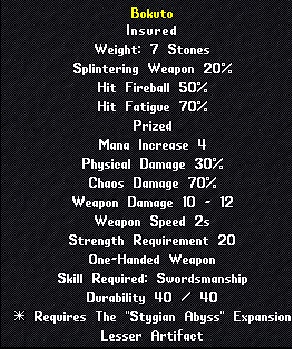 Bokuto
Insured
Weight: 7 Stones
Splintering Weapon 20%
Hit Fireball 50%
Hit Fatigue 70%
Prized
Mana Increase 4
Physical Damage 30%
Chaos Damage 70%
Weapon Damage 10 - 12
Weapon Speed 2s
Strength Requirement 20
One-Handed Weapon
Skill Required: Swordsmanship
Durability 40 / 40
* Requires The "Stygian Abyss" Expansion
Lesser Artifact